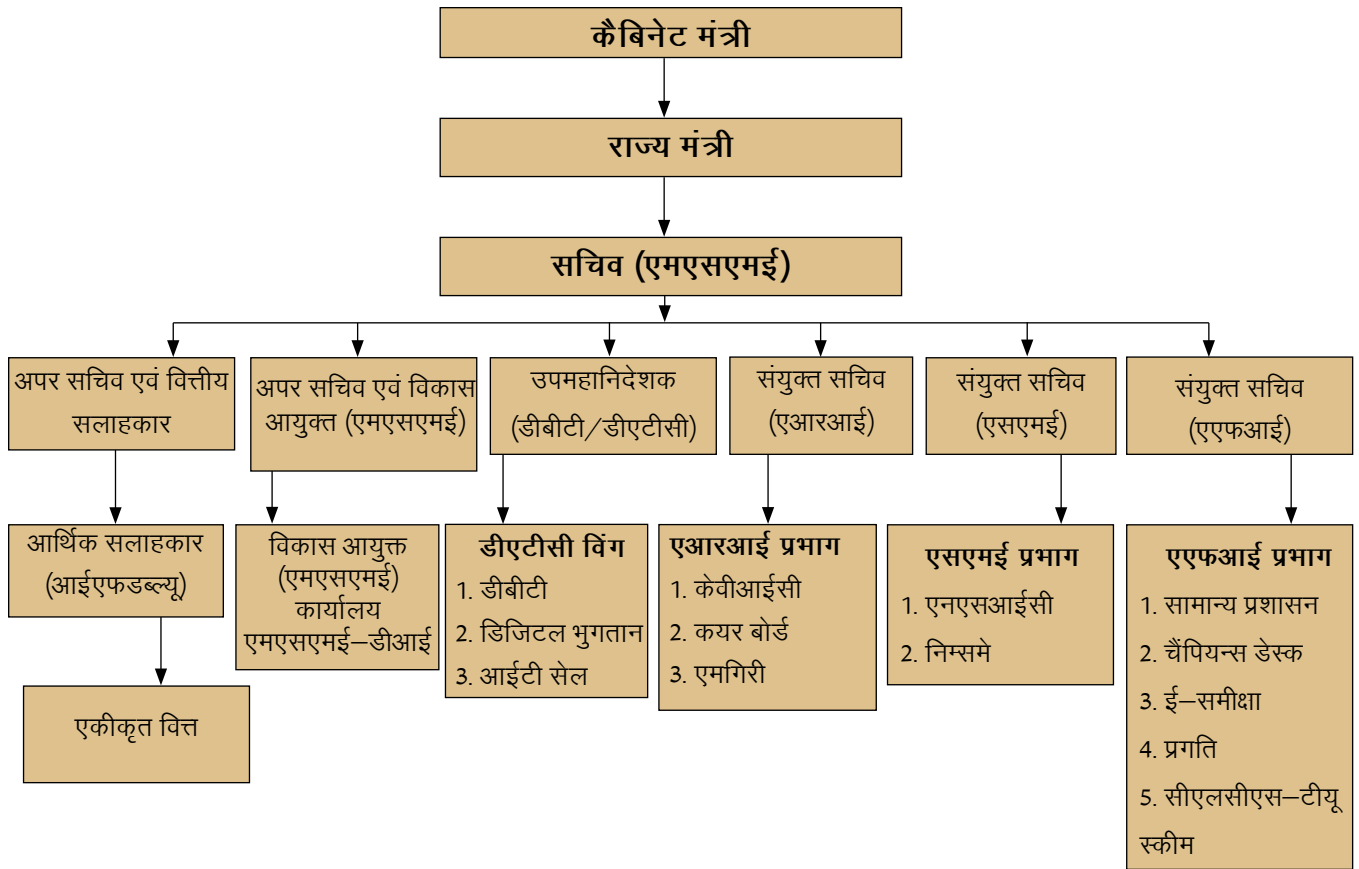 कैबिनेट मंत्री
राज्य मंत्री
सचिव (एमएसएमई)
अपर सचिव एवं वित्तीय
सलाहकार
अपर सचिव एवं विकास
आयुक्त (एमएसएमई)
उपमहानिदेशक
(डीबीटी/डीएटीसी)
संयुक्त सचिव
(एआरआई)
संयुक्त सचिव
(एसएमई)
संयुक्त सचिव
(एएफआई)
आर्थिक सलाहकार
(आईएफडब्ल्यू)
एकीकृत वित्त
विकास आयुक्त
(एमएसएमई)
कार्यालय
एमएसएमई–डीआई
डीएटीसी विंग
1. डीबीटी
2. डिजिटल भुगतान
3. आईटी सेल
एआरआई प्रभाग
1. केवीआईसी
2. कयर बोर्ड
3. एमगिरी
एसएमई प्रभाग
1. एनएसआईसी
2. निम्समे
एएफआई प्रभाग
1. सामान्य प्रशासन
2. चैंपियन्स डेस्क
3. ई–समीक्षा
4. प्रगति
5. सीएलसीएस–टीयू
स्कीम